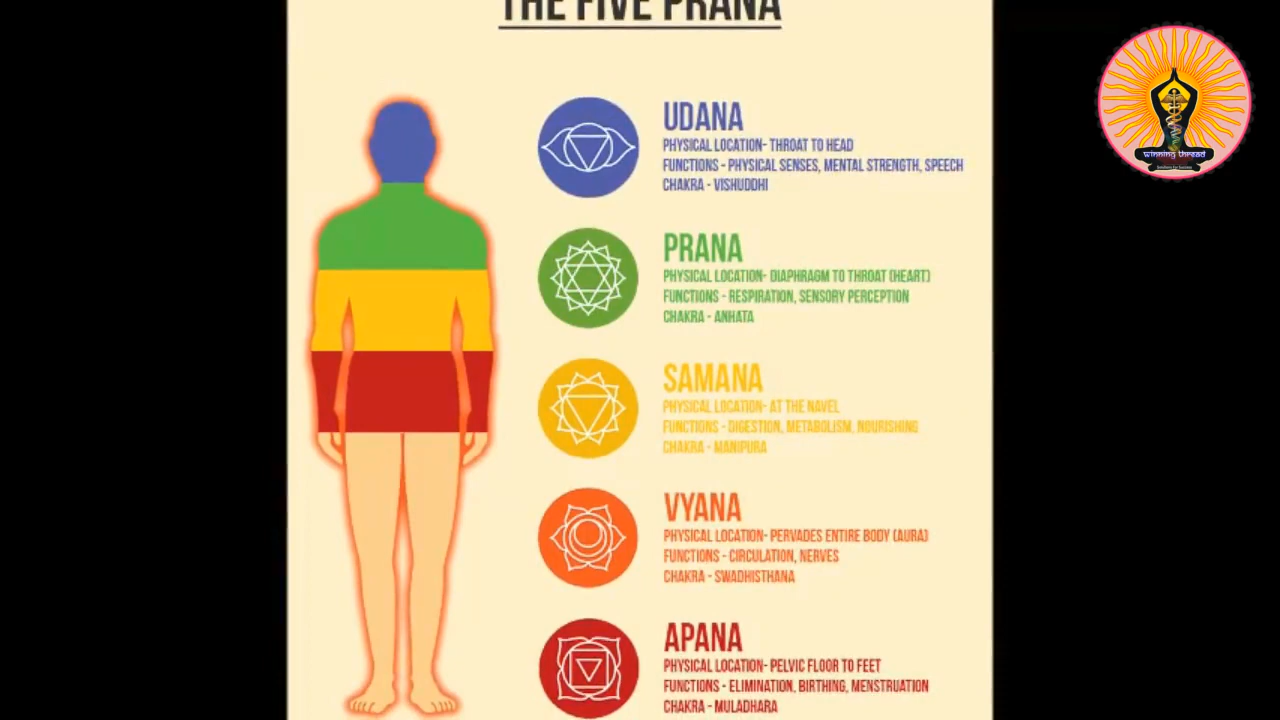 THE FIVE PRANA
UDANA
PHYSICAL LOCATION- THROAT TO HEAD
FUNCTIONS - PHYSICAL SENSES, MENTAL STRENGTH, SPEECH
CHAKRA - VISHUDDHI
PRANA
PHYSICAL LOCATION- DIAPHRAGM TO THROAT (HEART)
FUNCTIONS - RESPIRATION, SENSORY PERCEPTION
CHAKRA - ANHATA
SAMANA
PHYSICAL LOCATION- AT THE NAVEL
FUNCTIONS - DIGESTION, METABOLISM, NOURISHING
CHAKRA - MANIPURA
VYANA
PHYSICAL LOCATION- PERVADES ENTIRE BODY (AURA)
FUNCTIONS - CIRCULATION, NERVES
CHAKRA - SWADHISTHANA
APANA
PHYSICAL LOCATION- PELVIC FLOOR TO FEET
FUNCTIONS - ELIMINATION, BIRTHING, MENSTRUATION
CHAKRA - MULADHARA
winning thread